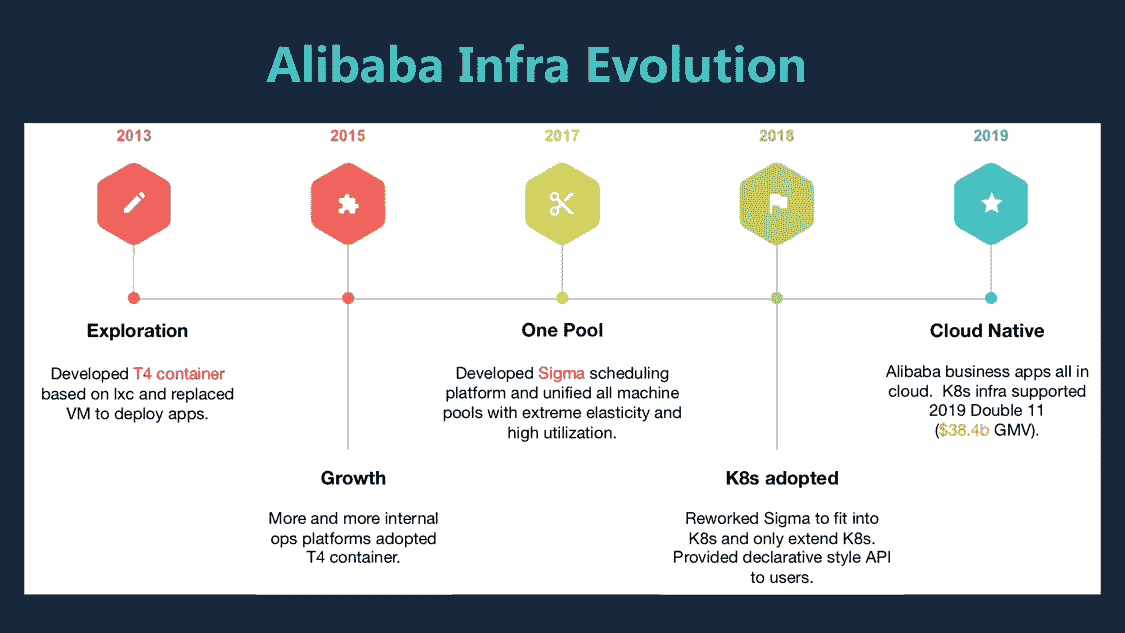 Alibaba Infra Evolution
2013
2015
2017
2018
2019
Exploration
Developed T4 container
based on lxc and replaced
VM to deploy apps.
Growth
More and more internal
ops platforms adopted
T4 container.
One Pool
Developed Sigma scheduling
platform and unified all machine
pools with extreme elasticity and
high utilization.
K8s adopted
Reworked Sigma to fit into
K8s and only extend K8s.
Provided declarative style API
to users.
Cloud Native
Alibaba business apps all in
cloud. K8s infra supported
2019 Double 11
($38.4b GMV).